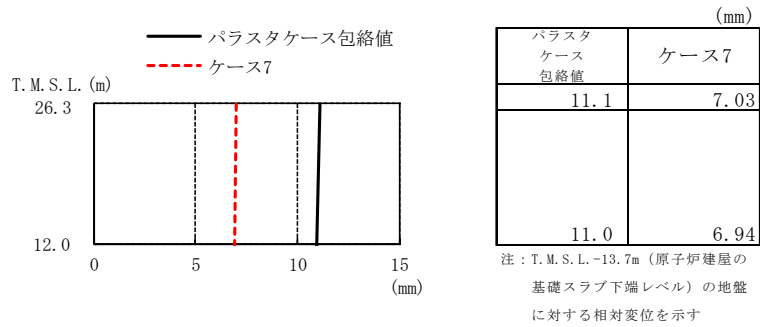 パラスタケース包絡値
ケース7
T.M.S.L.(m)
26.3
12.0
0 5 10 15
(mm)
(mm)
パラスタ
ケース
包絡値
ケース7
11.1 7.03
11.0 6.94
注：T.M.S.L.-13.7m（原子炉建屋の
基礎スラブ下端レベル）の地盤
に対する相対変位を示す